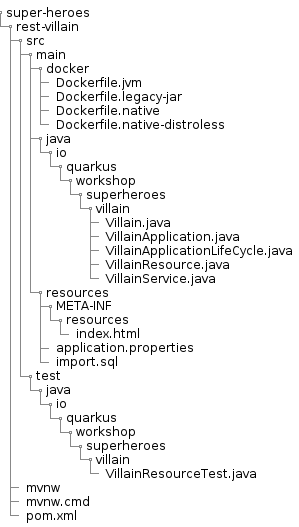 super-heroes
rest-villain
src
main
docker
Dockerfile.jvm
Dockerfile.legacy-jar
Dockerfile.native
Dockerfile.native-distroless
java
io
quarkus
workshop
superheroes
villain
Villain.java
VillainApplication.java
VillainApplicationLifeCycle.java
VillainResource.java
VillainService.java
resources
META-INF
resources
index.html
application.properties
import.sql
test
java
io
quarkus
workshop
superheroes
villain
VillainResourceTest.java
mvnw
mvnw.cmd
pom.xml